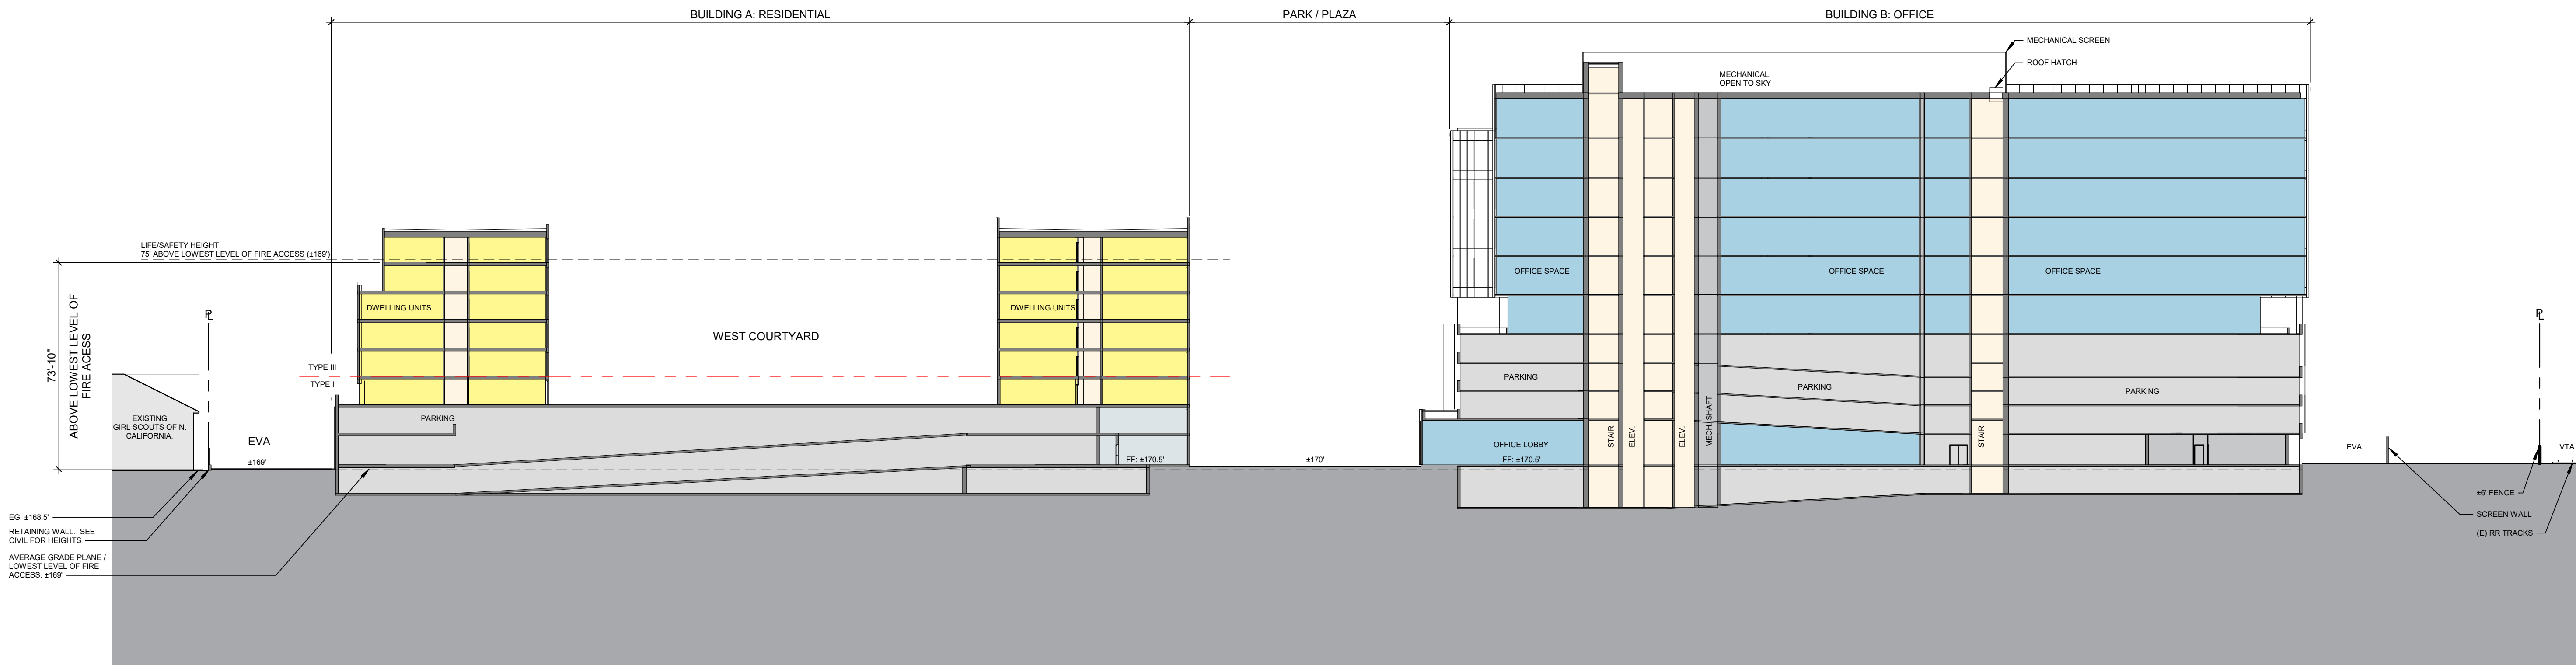 BUILDING A: RESIDENTIAL
PARK / PLAZA
BUILDING B: OFFICE
MECHANICAL SCREEN
ROOF HATCH
MECHANICAL:
OPEN TO SKY
LIFE/SAFETY HEIGHT
75' ABOVE LOWEST LEVEL OF FIRE ACCESS (±169')
73'-10"
ABOVE LOWEST LEVEL OF
FIRE ACESS
PL
DWELLING UNITS
DWELLING UNITS
WEST COURTYARD
TYPE III
TYPE I
OFFICE SPACE
OFFICE SPACE
OFFICE SPACE
PL
EXISTING
GIRL SCOUTS OF N.
CALIFORNIA.
EVA
±169'
PARKING
FF: ±170.5'
±170'
PARKING
PARKING
PARKING
OFFICE LOBBY
STAIR
ELEV.
ELEV.
MECH. SHAFT
FF: ±170.5'
STAIR
EVA
VTA
EG: ±168.5'
RETAINING WALL. SEE
CIVIL FOR HEIGHTS
AVERAGE GRADE PLANE /
LOWEST LEVEL OF FIRE
ACCESS: ±169'
±6' FENCE
SCREEN WALL
(E) RR TRACKS